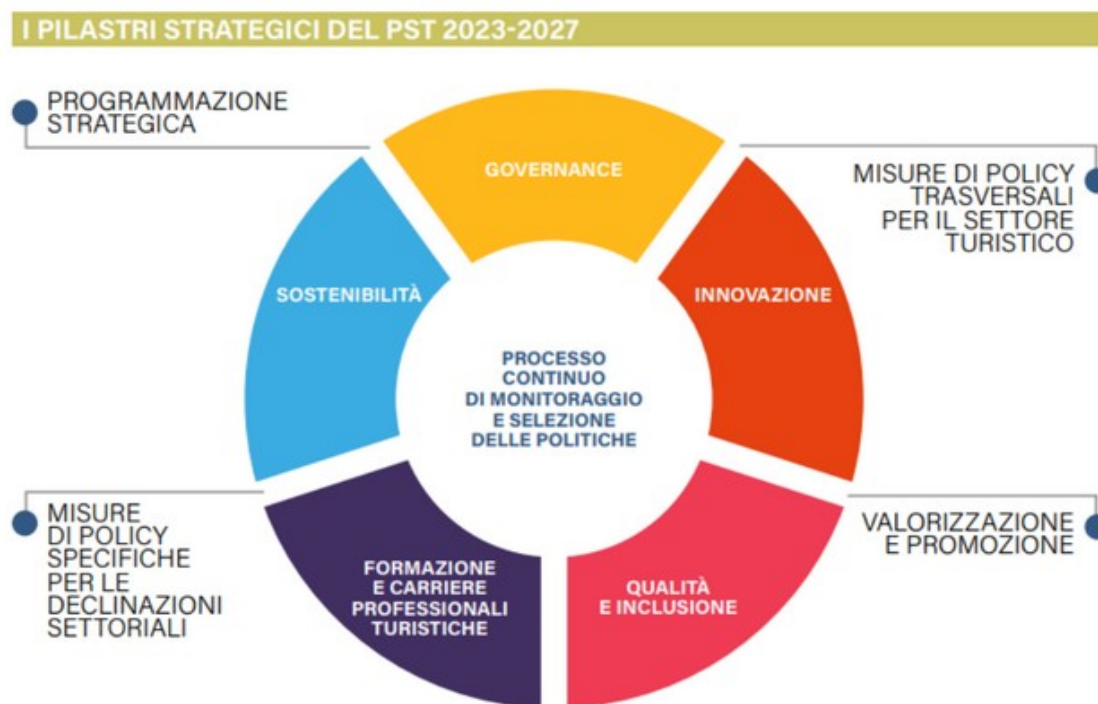 I PILASTRI STRATEGICI DEL PST 2023-2027
PROGRAMMAZIONE
STRATEGICA
GOVERNANCE
MISURE DI POLICY
TRASVERSALI
PER IL SETTORE
TURISTICO
SOSTENIBILITÀ
INNOVAZIONE
PROCESSO
CONTINUO
DI MONITORAGGIO
E SELEZIONE
DELLE POLITICHE
MISURE
DI POLICY
SPECIFICHE
PER LE
DECLINAZIONI
SETTORIALI
FORMAZIONE
E CARRIERE
PROFESSIONALI
TURISTICHE
QUALITÀ
E INCLUSIONE
VALORIZZAZIONE
E PROMOZIONE